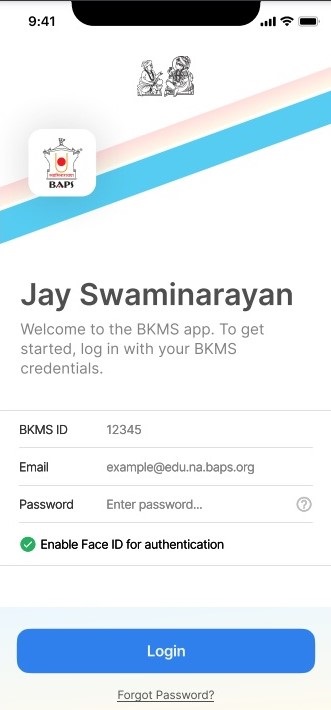 9:41
BAPS
Jay Swaminarayan
Welcome to the BKMS app. To get
started, log in with your BKMS
credentials.
BKMS ID 12345
Email example@edu.na.baps.org
Password Enter password... ?
Enable Face ID for authentication
Login
Forgot Password?